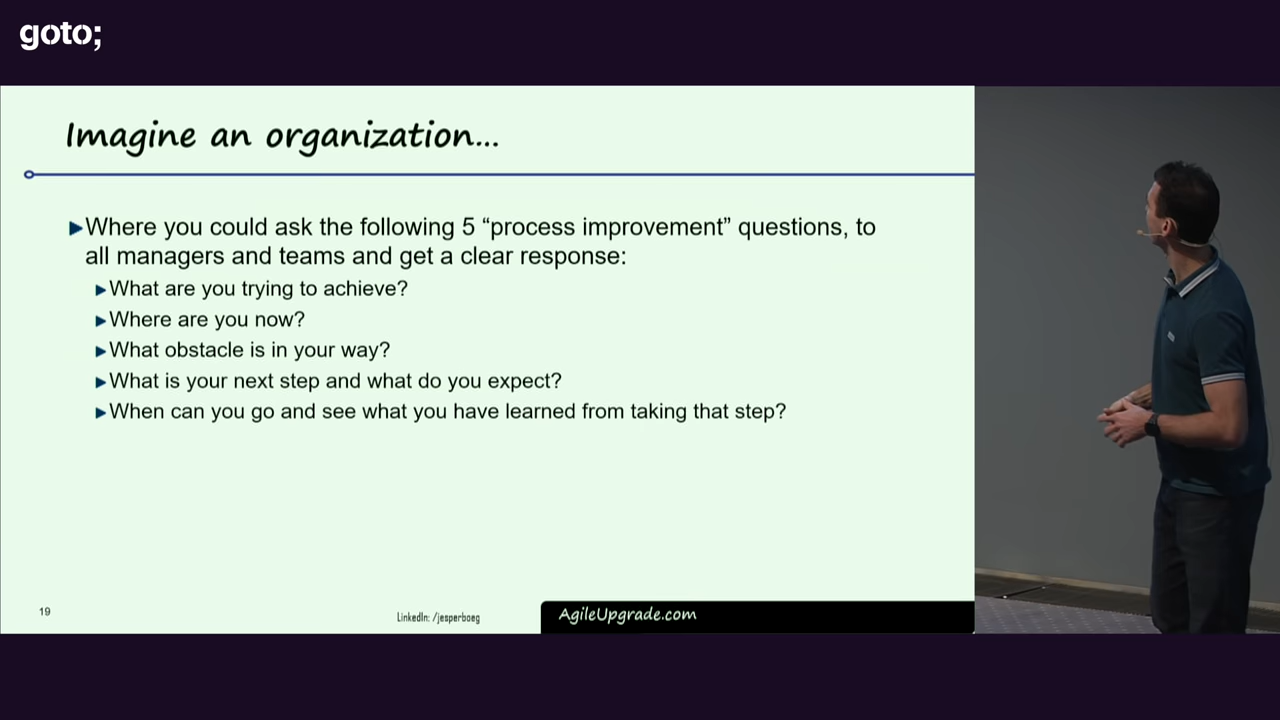 goto;
Imagine an organization...
Where you could ask the following 5 “process improvement” questions, to
all managers and teams and get a clear response:
What are you trying to achieve?
Where are you now?
What obstacle is in your way?
What is your next step and what do you expect?
When can you go and see what you have learned from taking that step?
19
LinkedIn: /jesperboeg
AgileUpgrade.com